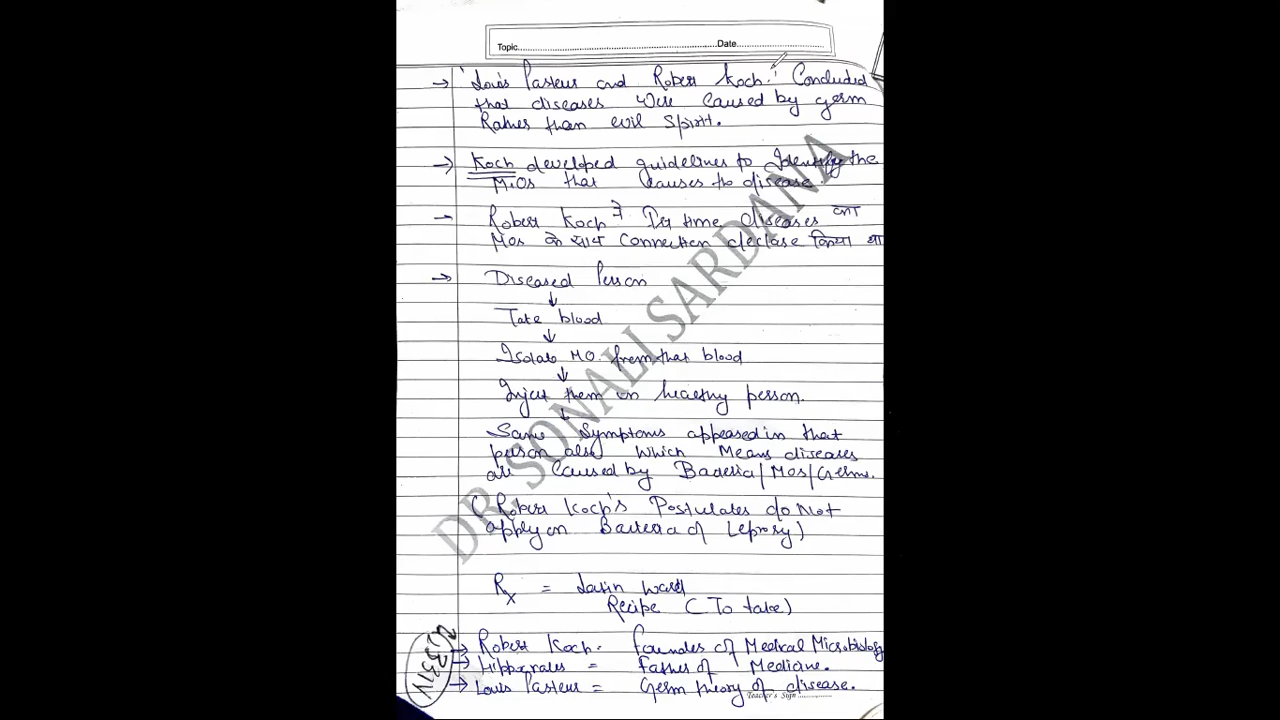 Topic..........Date..........
→ 'Louis Pasteur and Robert Koch' Concluded
that diseases were caused by germ
Rather than evil Spirit.
→ Koch developed guidelines to Identify the
M.Os that Causes the disease.
→ Robert Koch ने time diseases का
Mos के साथ Connection declare किया था
→ Diseased Person
↓
Take blood
↓
Isolate MO. from that blood
↓
Inject them in healthy person.
↓
Same Symptoms appeared in that
person also which Means diseases
are Caused by Bacteria/Mos/Germs.
(Robert Koch's Postulates do Not
apply on Bacteria of Leprosy)
Rx = Latin word
Recipe (To take)
→ Robert Koch. founder of Medical Microbiology
→ Hippocrates = father of Medicine.
→ Louis Pasteur = Germ theory of disease.
Teacher's Sign..........
DR. SONALI SARDANA